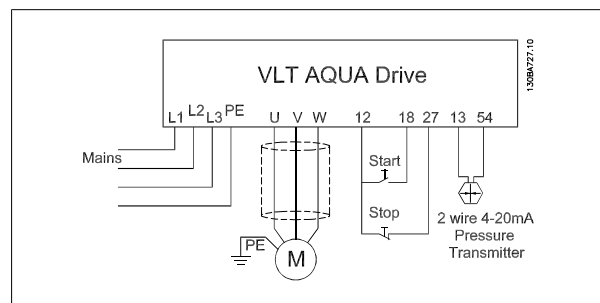 VLT AQUA Drive
130BA727.10
L1 L2 L3 PE U V W 12 18 27 13 54
Mains
Start
Stop
PE
M
2 wire 4-20mA
Pressure
Transmitter